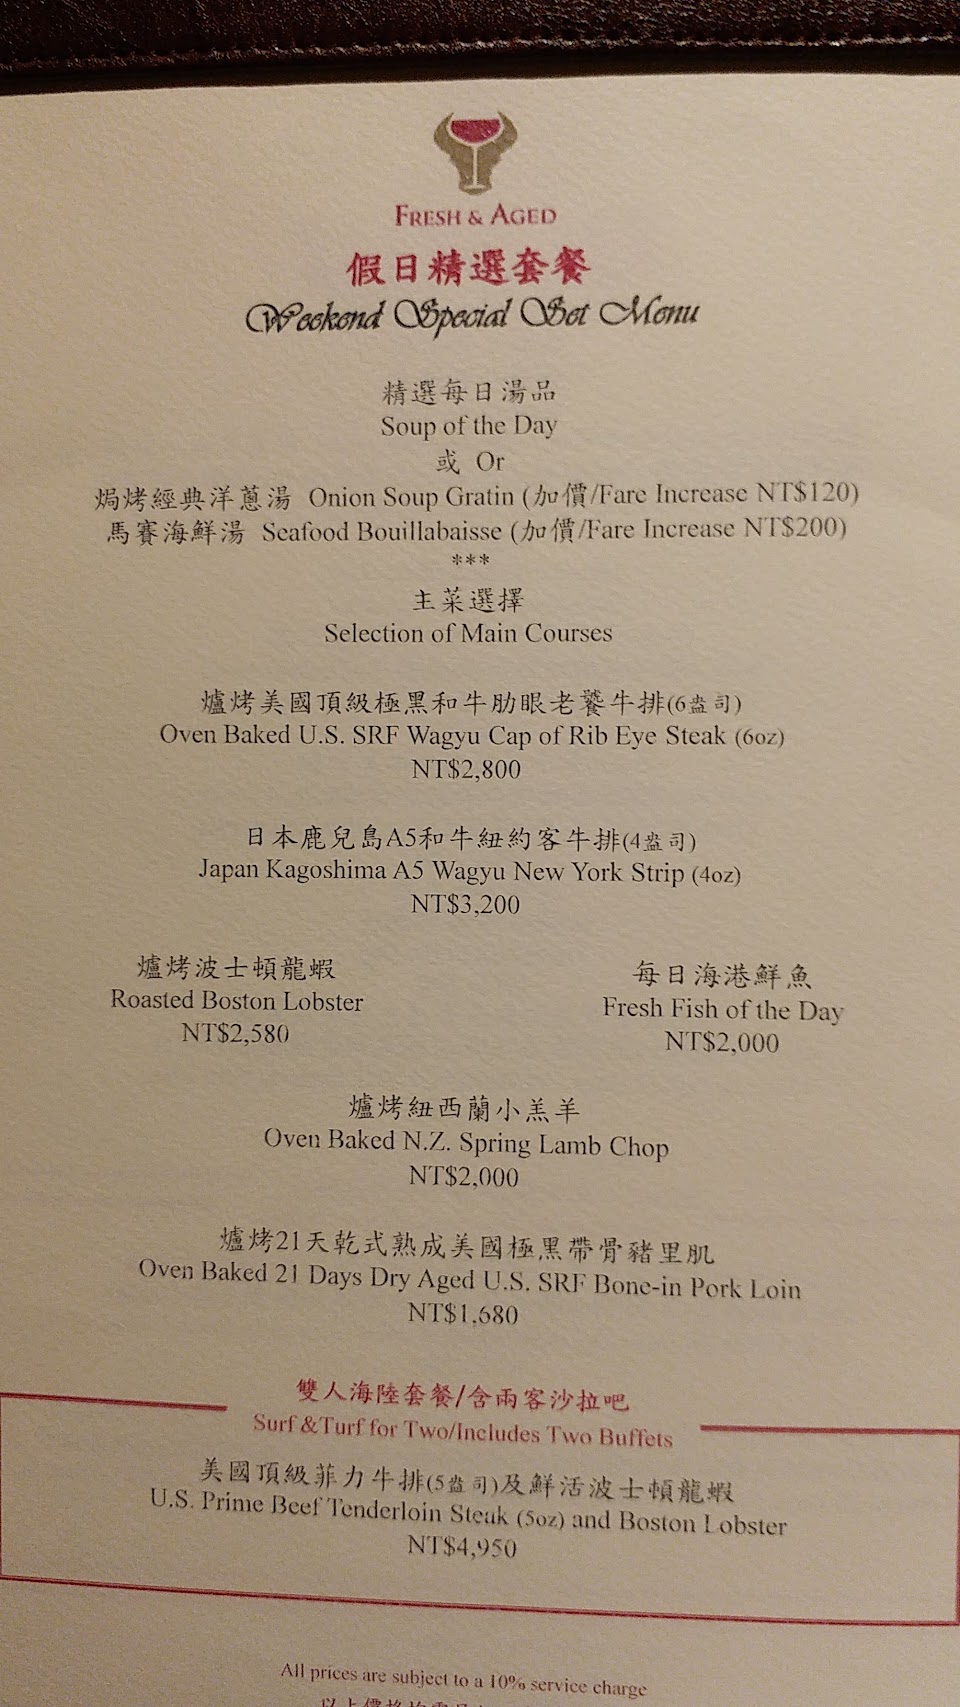 FRESH & AGED
假日精選套餐
Weekend Special Set Menu
精選每日湯品
Soup of the Day
或 Or
焗烤經典洋蔥湯 Onion Soup Gratin (加價/Fare Increase NT$120)
馬賽海鮮湯 Seafood Bouillabaisse (加價/Fare Increase NT$200)
***
主菜選擇
Selection of Main Courses
爐烤美國頂級極黑和牛肋眼老饕牛排(6盎司)
Oven Baked U.S. SRF Wagyu Cap of Rib Eye Steak (6oz)
NT$2,800
日本鹿兒島A5和牛紐約客牛排(4盎司)
Japan Kagoshima A5 Wagyu New York Strip (4oz)
NT$3,200
爐烤波士頓龍蝦
Roasted Boston Lobster
NT$2,580
每日海港鮮魚
Fresh Fish of the Day
NT$2,000
爐烤紐西蘭小羔羊
Oven Baked N.Z. Spring Lamb Chop
NT$2,000
爐烤21天乾式熟成美國極黑帶骨豬里肌
Oven Baked 21 Days Dry Aged U.S. SRF Bone-in Pork Loin
NT$1,680
雙人海陸套餐/含兩客沙拉吧
Surf &Turf for Two/Includes Two Buffets
美國頂級菲力牛排(5盎司)及鮮活波士頓龍蝦
U.S. Prime Beef Tenderloin Steak (5oz) and Boston Lobster
NT$4,950
All prices are subject to a 10% service charge
以上價格均需另